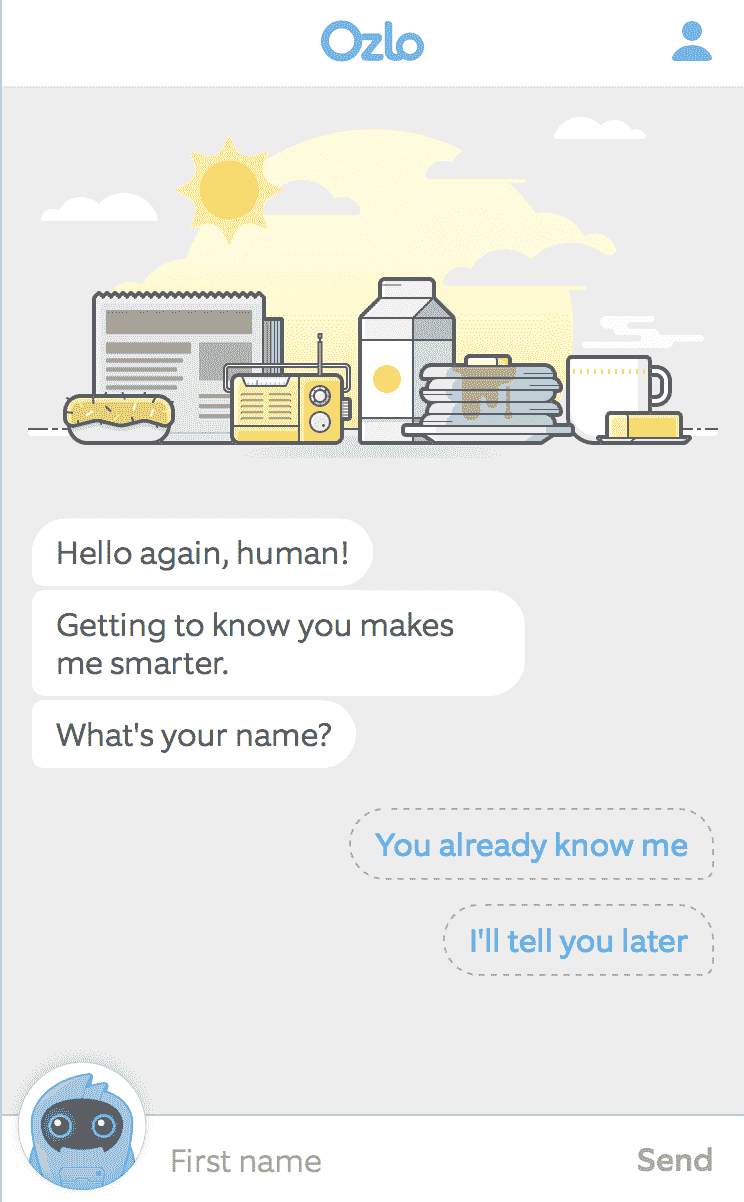 Ozlo
Hello again, human!
Getting to know you makes
me smarter.
What's your name?
You already know me
I'll tell you later
First name
Send